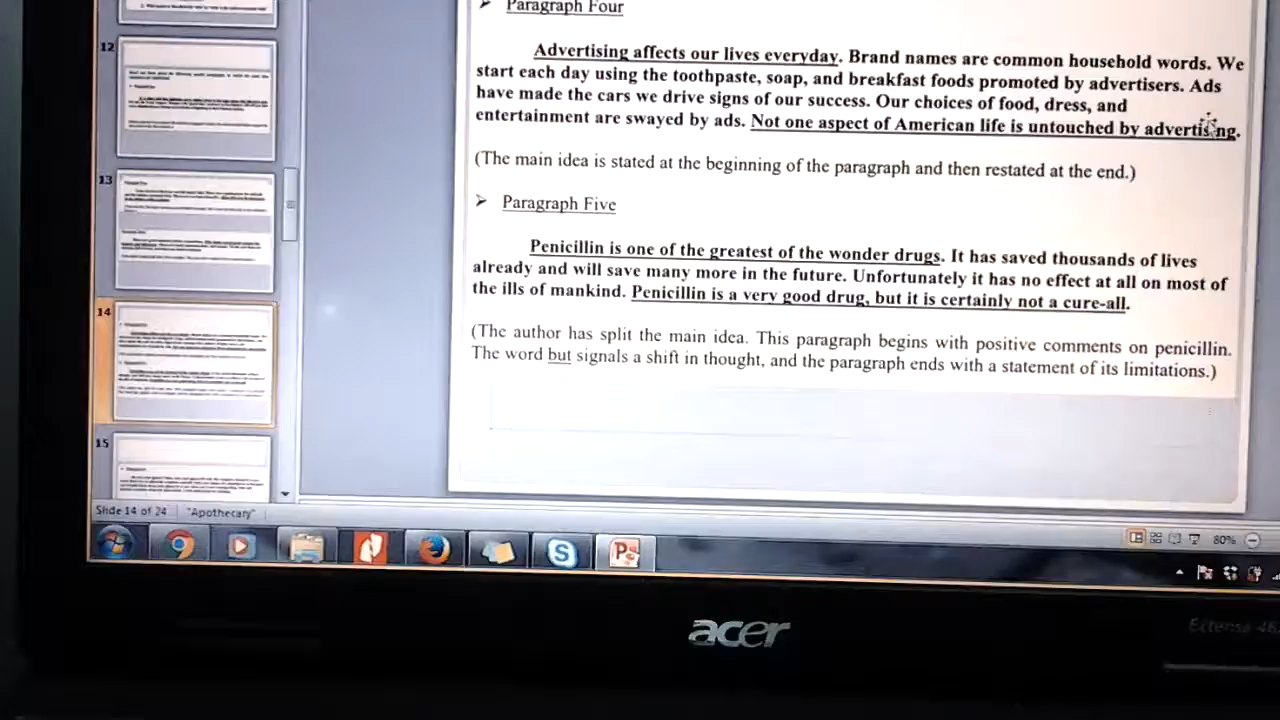 12
➢ Paragraph Four
Advertising affects our lives everyday. Brand names are common household words. We
start each day using the toothpaste, soap, and breakfast foods promoted by advertisers. Ads
have made the cars we drive signs of our success. Our choices of food, dress, and
entertainment are swayed by ads. Not one aspect of American life is untouched by advertising.
(The main idea is stated at the beginning of the paragraph and then restated at the end.)
13
➢ Paragraph Five
Penicillin is one of the greatest of the wonder drugs. It has saved thousands of lives
already and will save many more in the future. Unfortunately it has no effect at all on most of
the ills of mankind. Penicillin is a very good drug, but it is certainly not a cure-all.
14
(The author has split the main idea. This paragraph begins with positive comments on penicillin.
The word but signals a shift in thought, and the paragraph ends with a statement of its limitations.)
15
Slide 14 of 24 "Apothecary"
80%
acer
Extensa